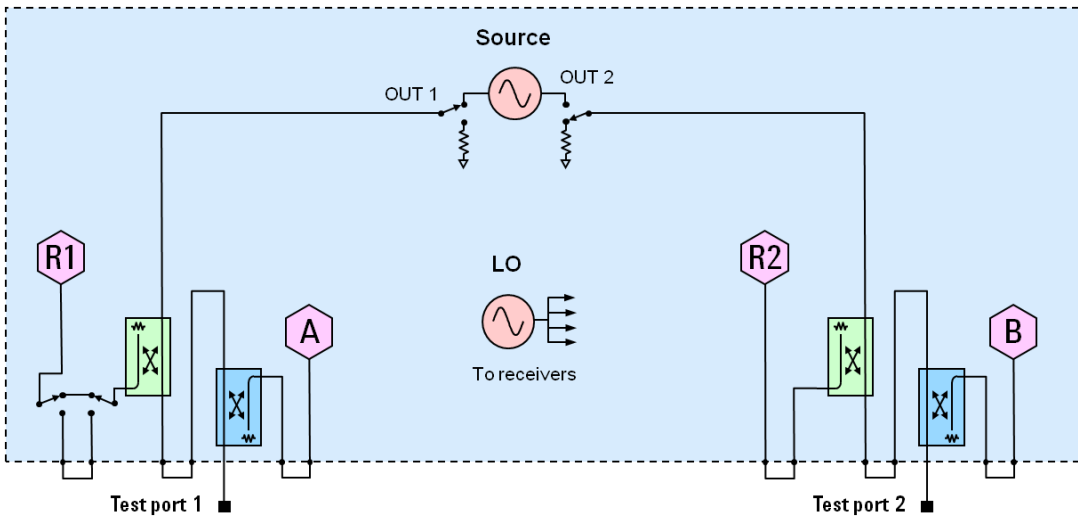 Source
OUT 1
OUT 2
R1
LO
R2
A
B
To receivers
Test port 1
Test port 2